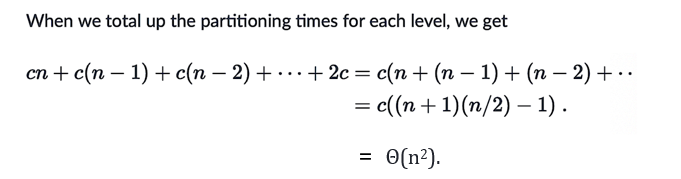 When we total up the partitioning times for each level, we get
cn + c(n − 1) + c(n − 2) + ⋯ + 2c = c(n + (n − 1) + (n − 2) + ··
= c((n + 1)(n/2) − 1) .
= Θ(n²).